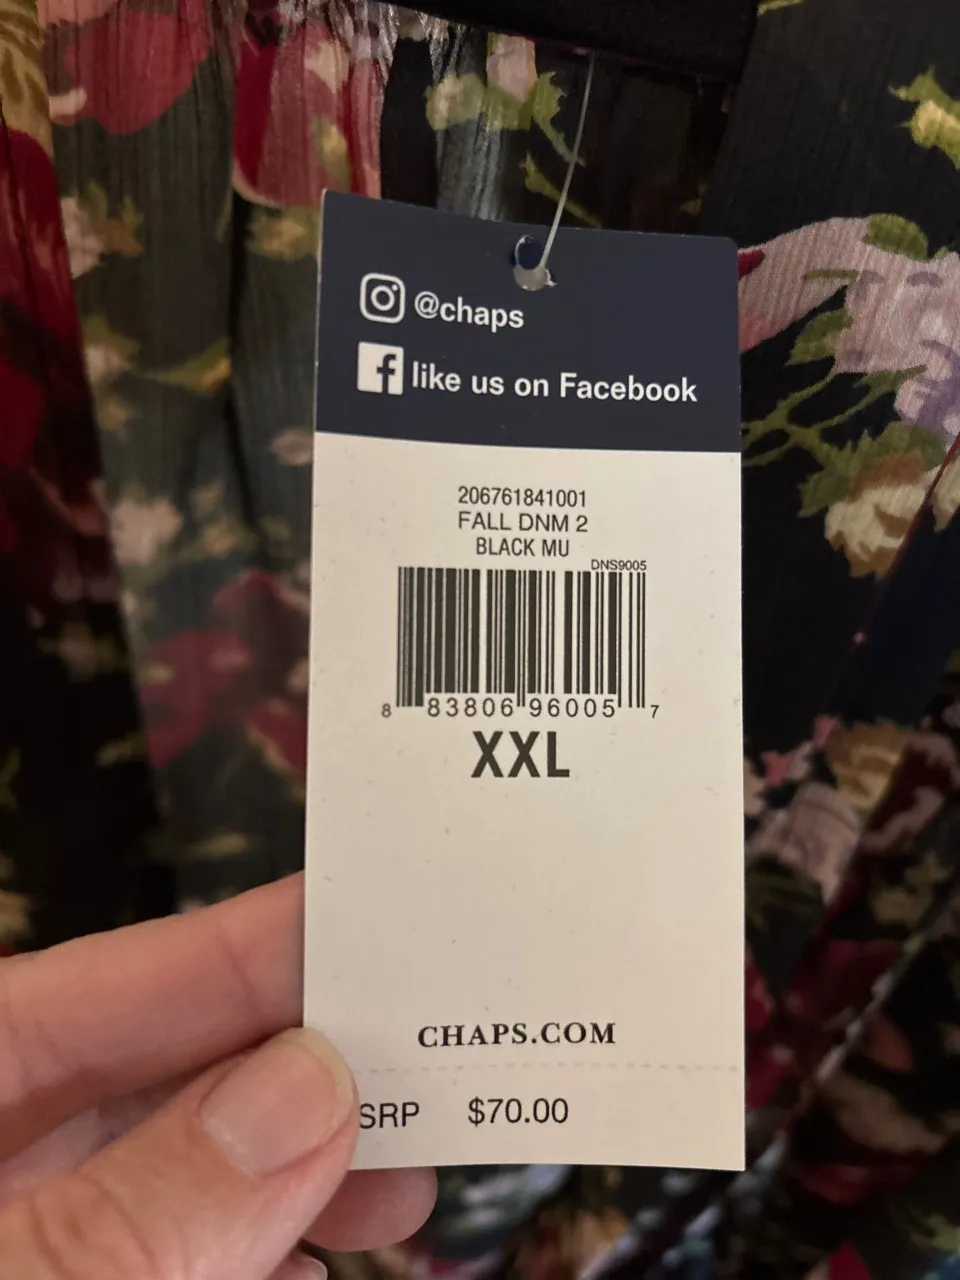 @chaps
f like us on Facebook
206761841001
FALL DNM 2
BLACK MU
DNS9005
8 83806 96005 7
XXL
CHAPS.COM
SRP $70.00